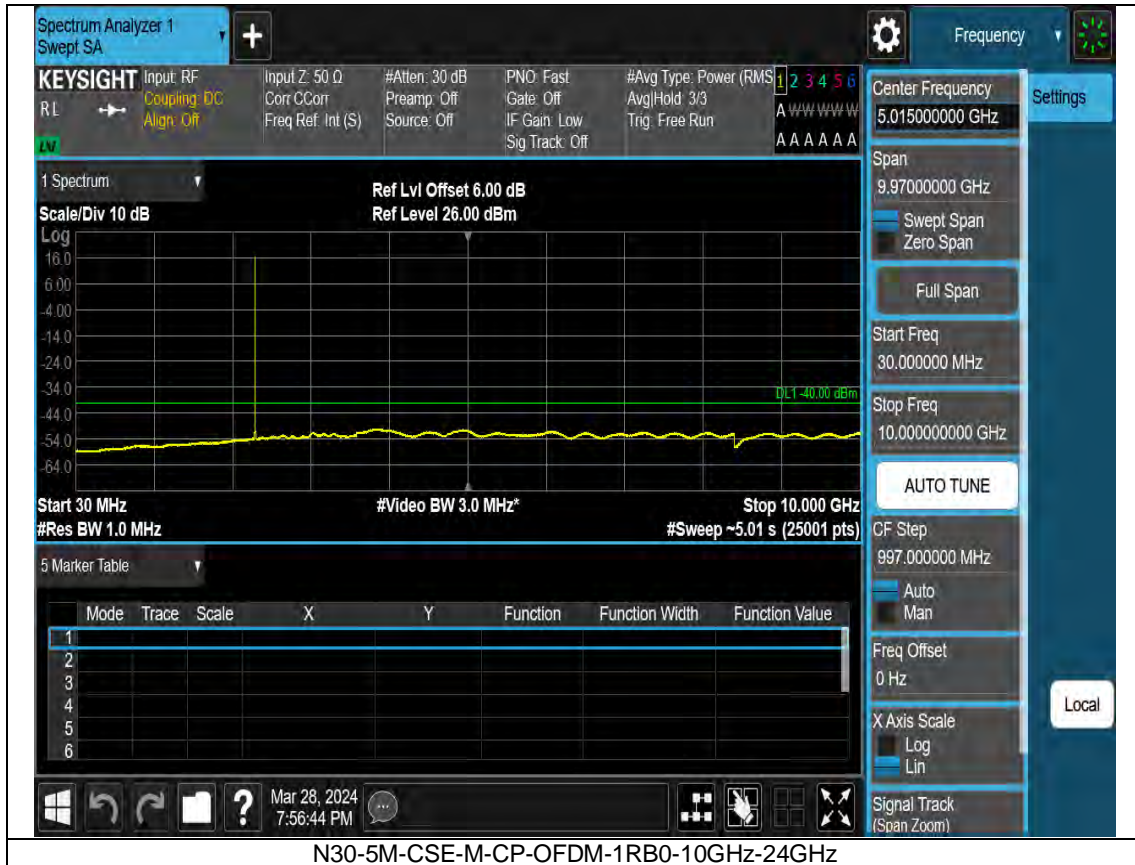 Spectrum Analyzer 1
Swept SA
Frequency
KEYSIGHT
RL
Input: RF
Coupling: DC
Align: Off
Input Z: 50 Ω
Corr CCorr
Freq Ref: Int (S)
#Atten: 30 dB
Preamp: Off
Source: Off
PNO: Fast
Gate: Off
IF Gain: Low
Sig Track: Off
#Avg Type: Power (RMS
Avg|Hold: 3/3
Trig: Free Run
1 2 3 4 5 6
A W W W W W
A A A A A A
1 Spectrum
Scale/Div 10 dB
Ref Lvl Offset 6.00 dB
Ref Level 26.00 dBm
Log
16.0
6.00
-4.00
-14.0
-24.0
-34.0
DL1 -40.00 dBm
-44.0
-54.0
-64.0
Start 30 MHz
#Video BW 3.0 MHz*
Stop 10.000 GHz
#Res BW 1.0 MHz
#Sweep ~5.01 s (25001 pts)
5 Marker Table
Mode Trace Scale X Y Function Function Width Function Value
1
2
3
4
5
6
Mar 28, 2024
7:56:44 PM
Center Frequency
5.015000000 GHz
Settings
Span
9.97000000 GHz
Swept Span
Zero Span
Full Span
Start Freq
30.000000 MHz
Stop Freq
10.000000000 GHz
AUTO TUNE
CF Step
997.000000 MHz
Auto
Man
Freq Offset
0 Hz
Local
X Axis Scale
Log
Lin
Signal Track
(Span Zoom)
N30-5M-CSE-M-CP-OFDM-1RB0-10GHz-24GHz